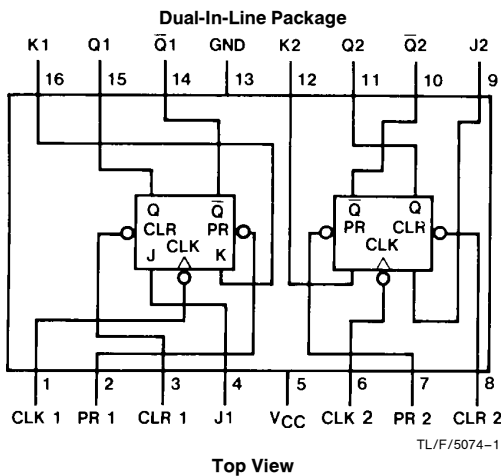 Dual-In-Line Package
K1 Q1 Q̅1 GND K2 Q2 Q̅2 J2
16 15 14 13 12 11 10 9
Q Q̅ Q̅ Q
CLR PR PR CLR
CLK CLK
J K
1 2 3 4 5 6 7 8
CLK 1 PR 1 CLR 1 J1 VCC CLK 2 PR 2 CLR 2
TL/F/5074–1
Top View